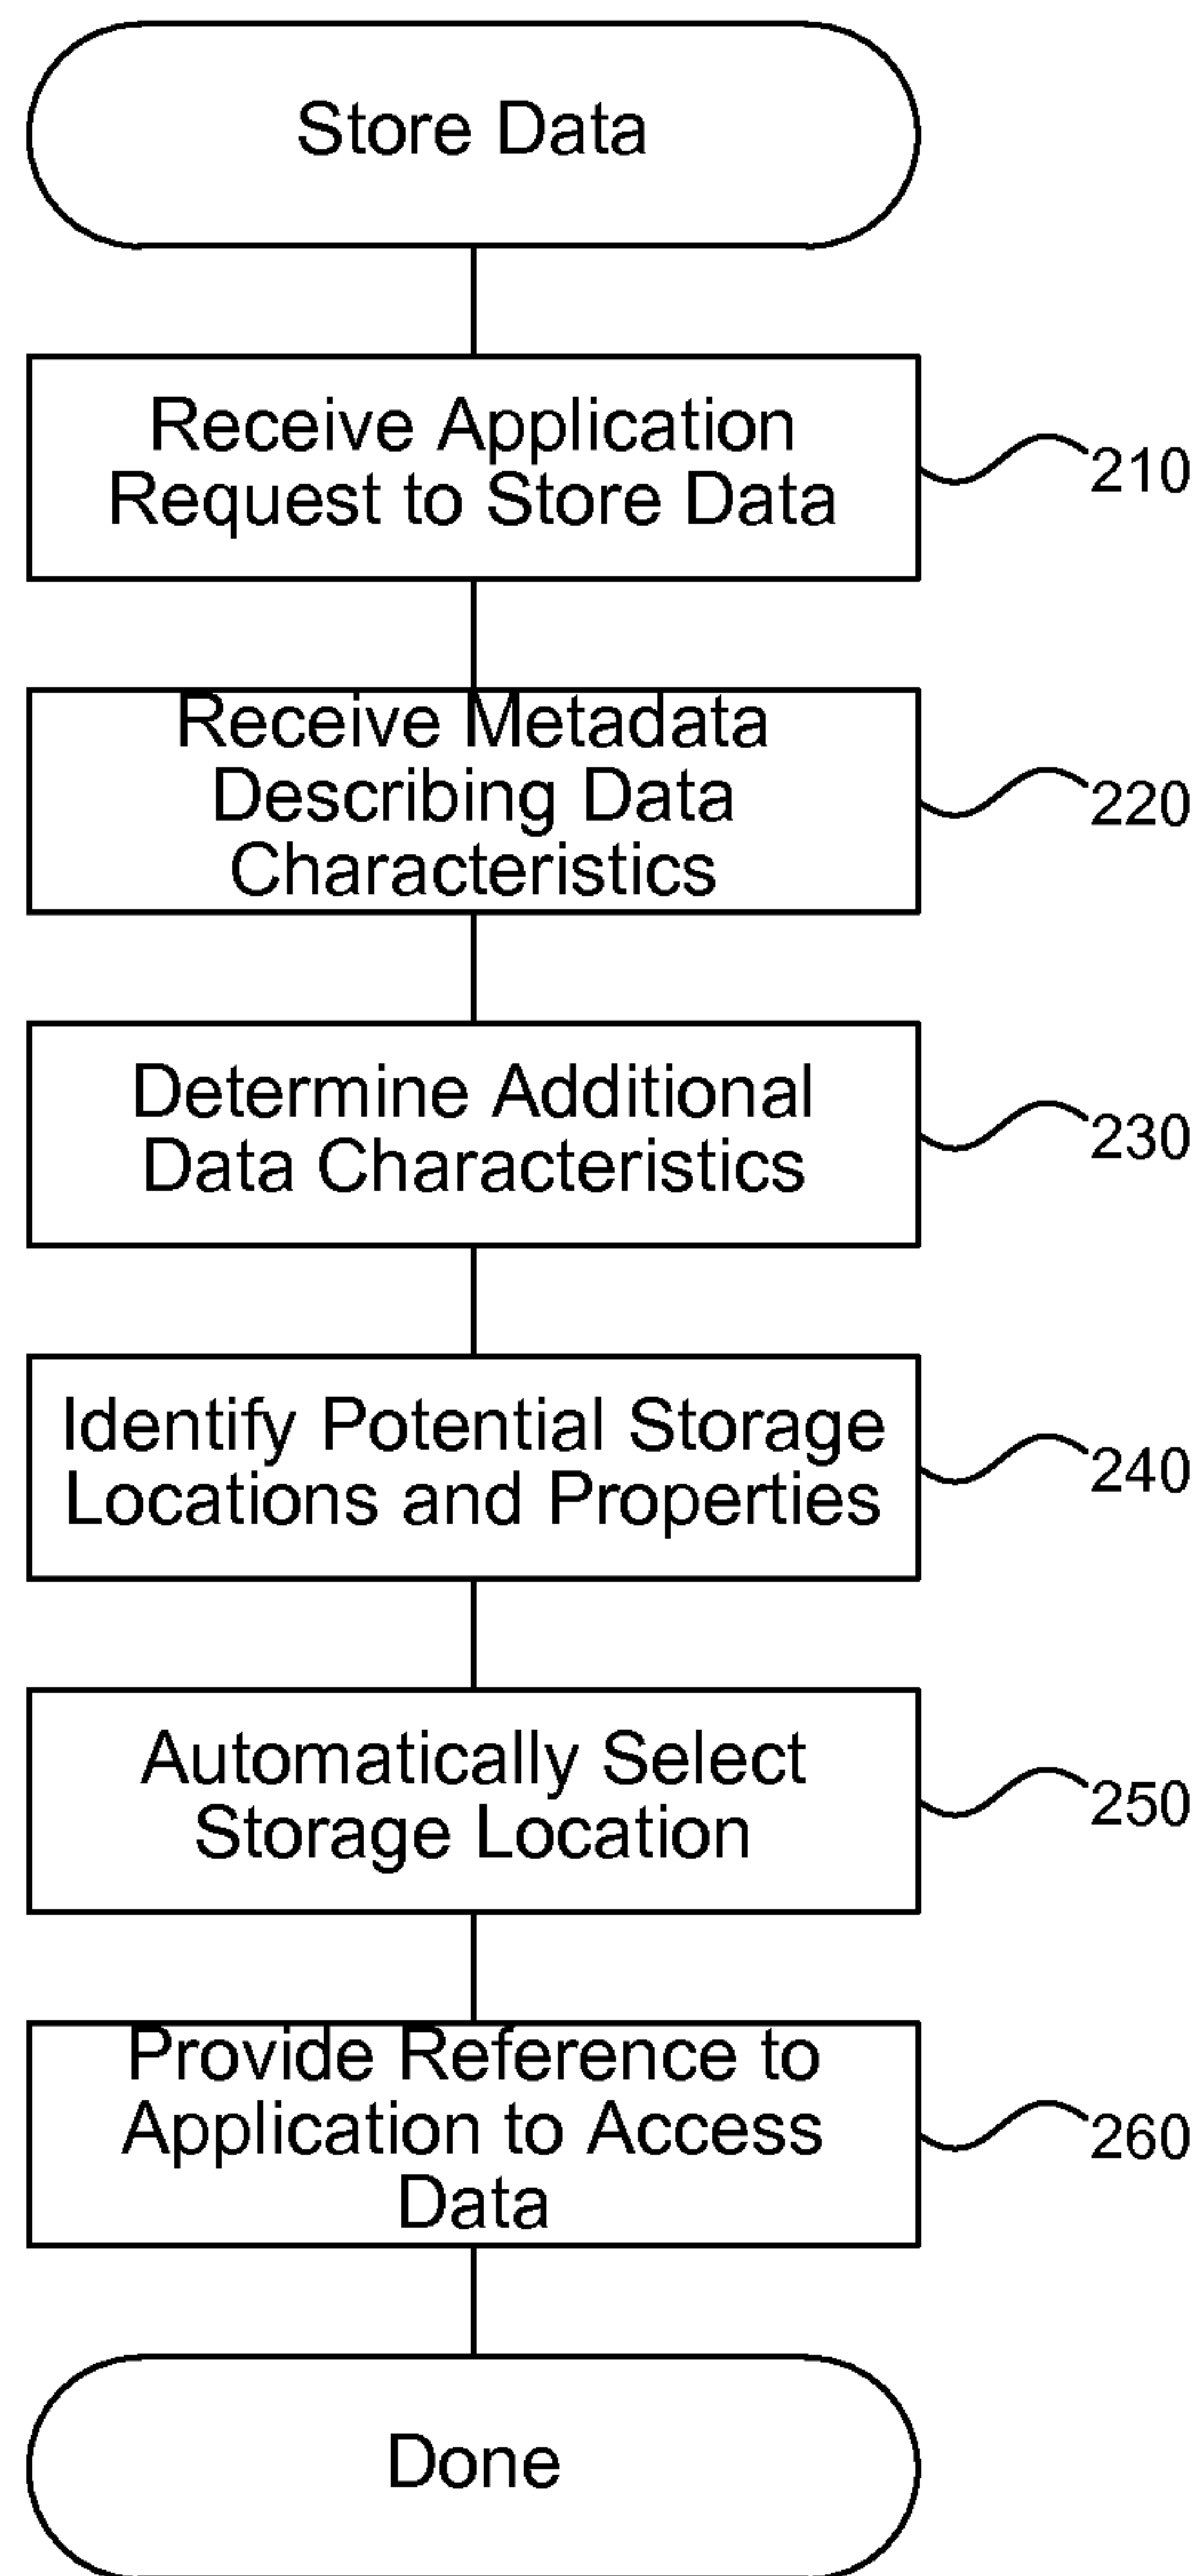 Store Data
Receive Application
Request to Store Data
210
Receive Metadata
Describing Data
Characteristics
220
Determine Additional
Data Characteristics
230
Identify Potential Storage
Locations and Properties
240
Automatically Select
Storage Location
250
Provide Reference to
Application to Access
Data
260
Done